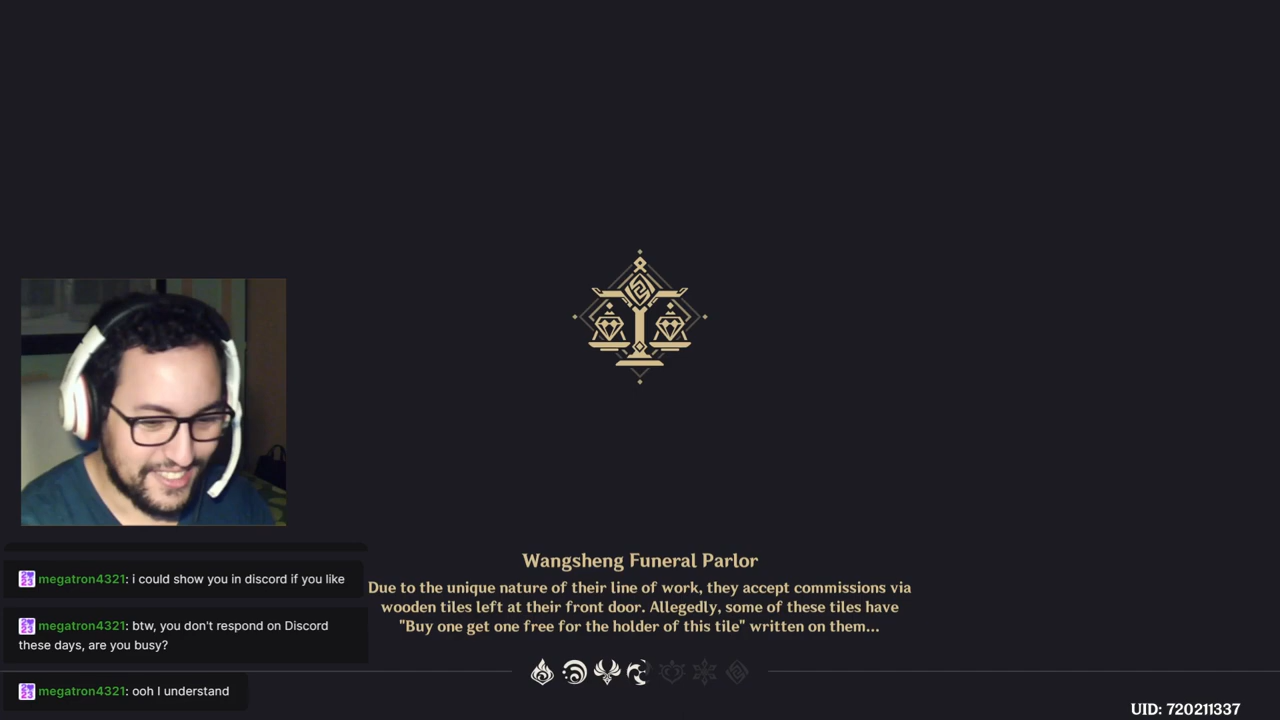 megatron4321: i could show you in discord if you like
megatron4321: btw, you don't respond on Discord
these days, are you busy?
megatron4321: ooh I understand
Wangsheng Funeral Parlor
Due to the unique nature of their line of work, they accept commissions via
wooden tiles left at their front door. Allegedly, some of these tiles have
"Buy one get one free for the holder of this tile" written on them...
UID: 720211337